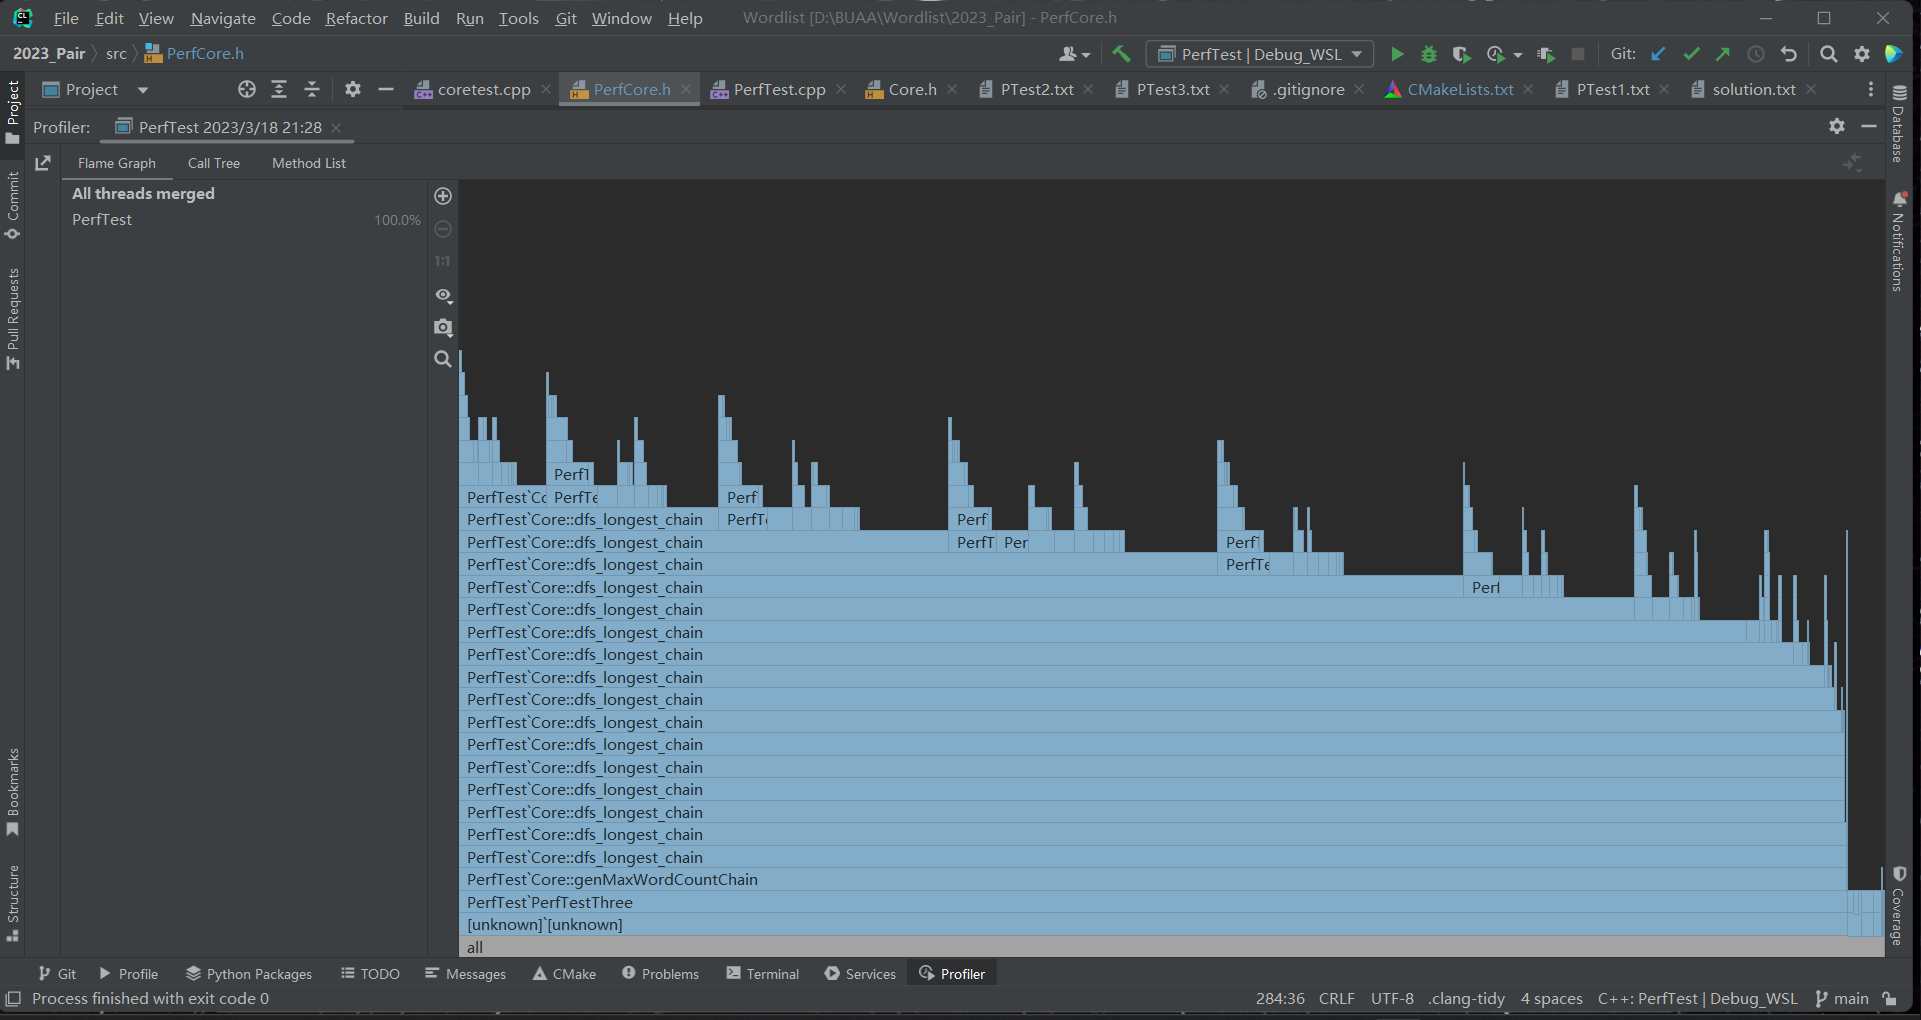 CL File Edit View Navigate Code Refactor Build Run Tools Git Window Help Wordlist [D:\BUAA\Wordlist\2023_Pair] - PerfCore.h
2023_Pair src PerfCore.h PerfTest | Debug_WSL Git:
Project coretest.cpp PerfCore.h PerfTest.cpp Core.h PTest2.txt PTest3.txt .gitignore CMakeLists.txt PTest1.txt solution.txt
Profiler: PerfTest 2023/3/18 21:28
Flame Graph Call Tree Method List
All threads merged
PerfTest 100.0%
1:1
Project
Commit
Pull Requests
Bookmarks
Structure
PerfT
PerfTest`Co PerfTe Perf
PerfTest`Core::dfs_longest_chain PerfTe Perf
PerfTest`Core::dfs_longest_chain PerfT Per Perf
PerfTest`Core::dfs_longest_chain PerfTe
PerfTest`Core::dfs_longest_chain Perf
PerfTest`Core::dfs_longest_chain
PerfTest`Core::dfs_longest_chain
PerfTest`Core::dfs_longest_chain
PerfTest`Core::dfs_longest_chain
PerfTest`Core::dfs_longest_chain
PerfTest`Core::dfs_longest_chain
PerfTest`Core::dfs_longest_chain
PerfTest`Core::dfs_longest_chain
PerfTest`Core::dfs_longest_chain
PerfTest`Core::dfs_longest_chain
PerfTest`Core::dfs_longest_chain
PerfTest`Core::dfs_longest_chain
PerfTest`Core::genMaxWordCountChain
PerfTest`PerfTestThree
[unknown]`[unknown]
all
Database
Notifications
Coverage
Git Profile Python Packages TODO Messages CMake Problems Terminal Services Profiler
Process finished with exit code 0 284:36 CRLF UTF-8 .clang-tidy 4 spaces C++: PerfTest | Debug_WSL main